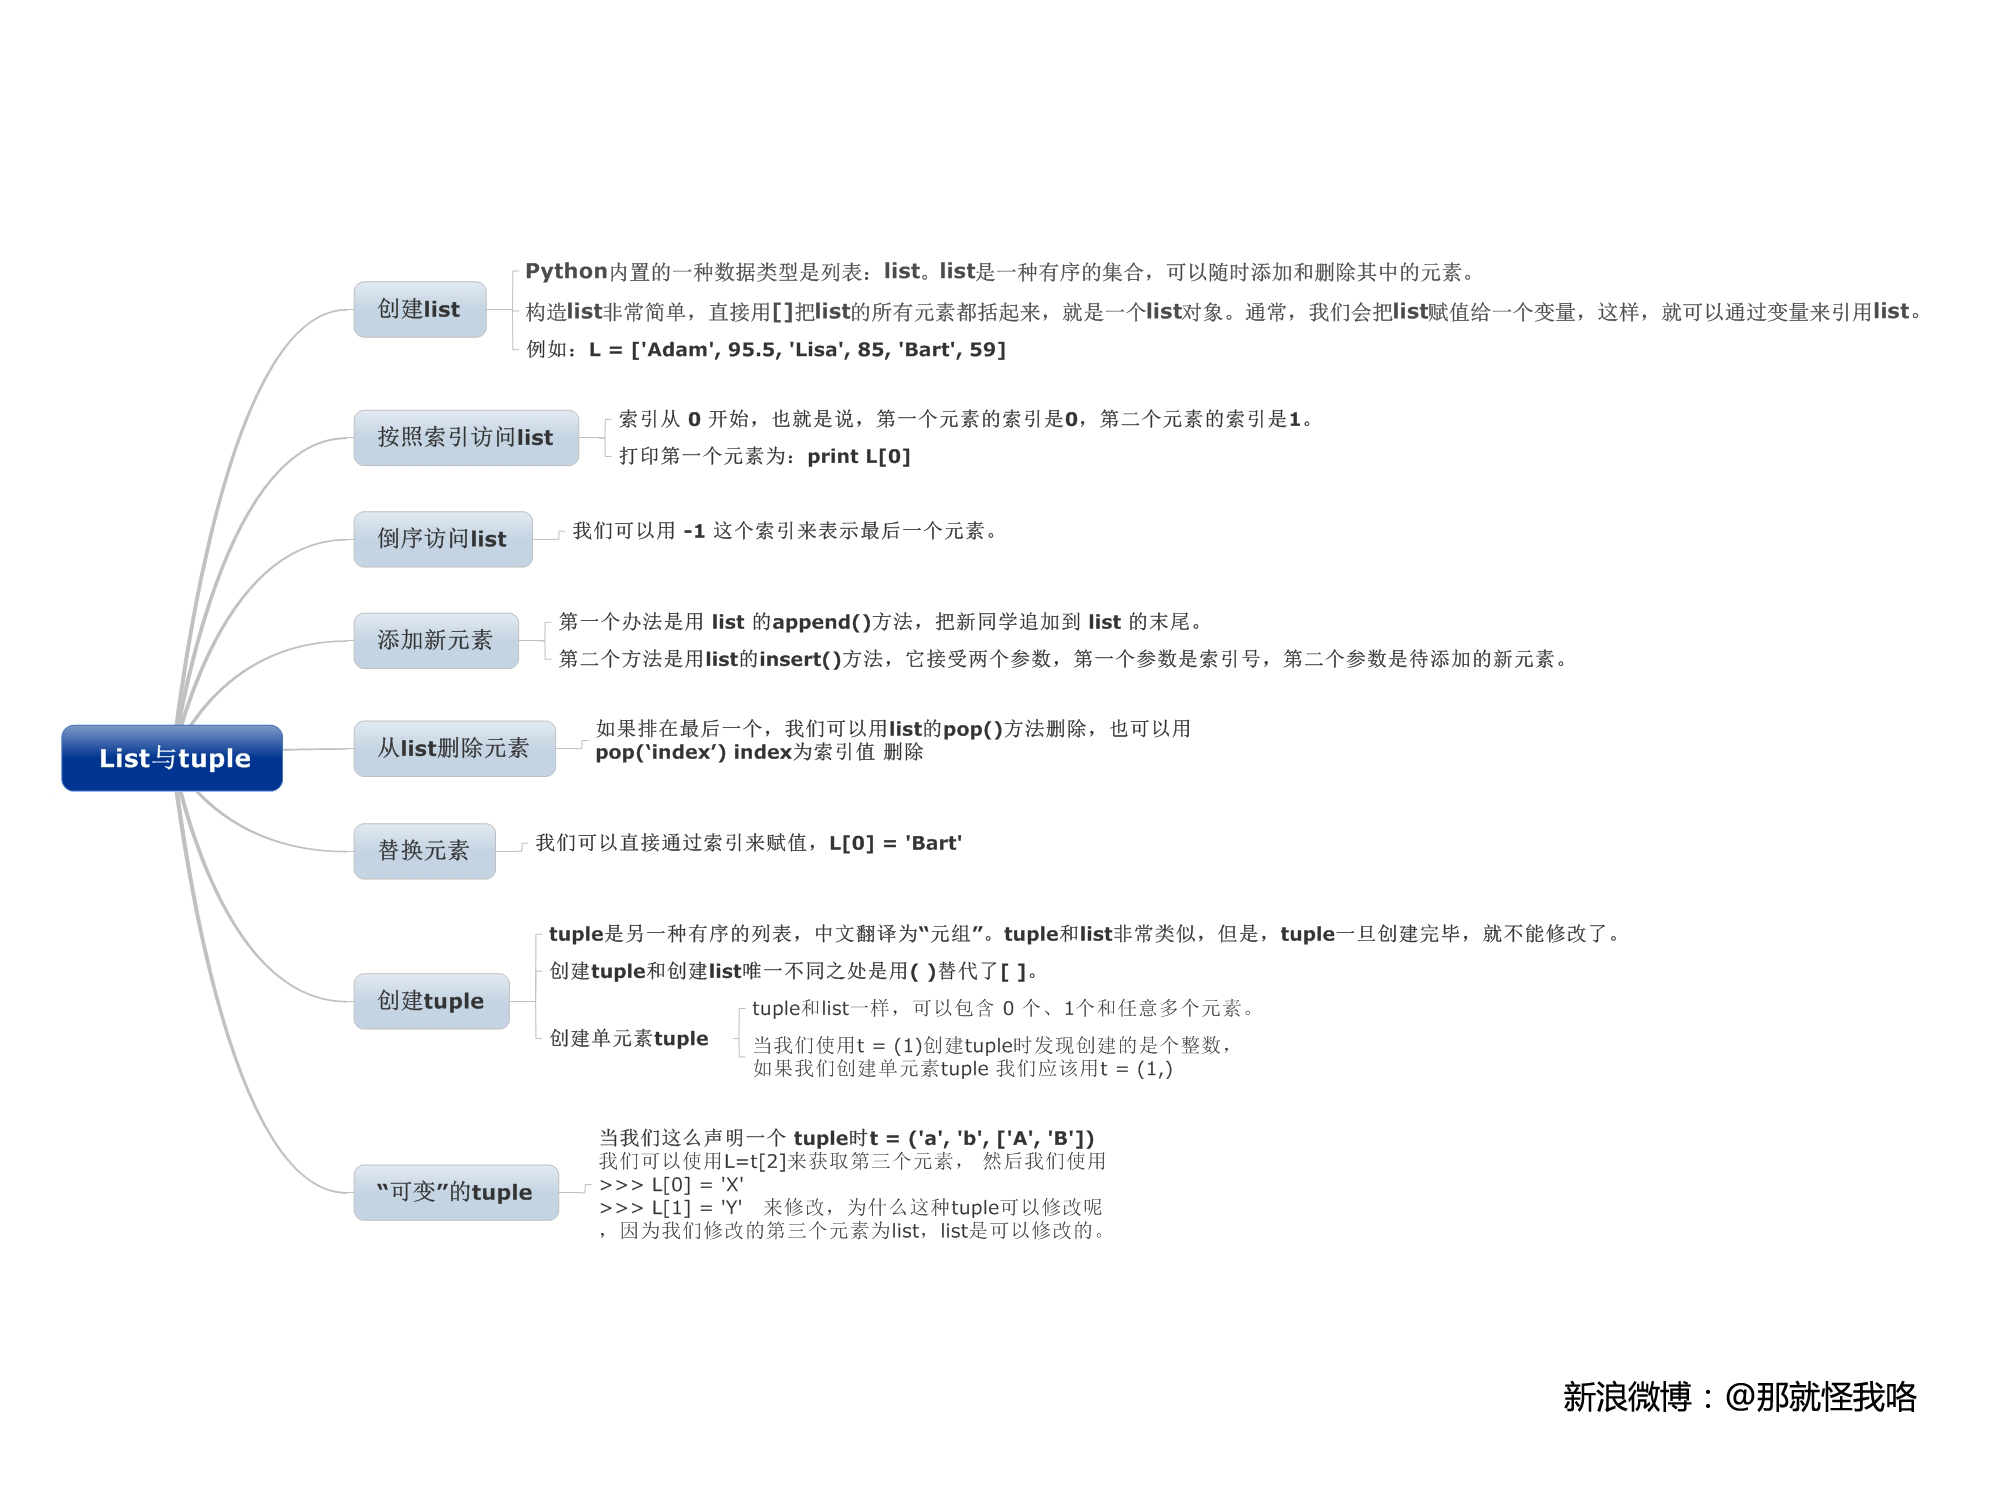 创建list
Python内置的一种数据类型是列表：list。list是一种有序的集合，可以随时添加和删除其中的元素。
构造list非常简单，直接用[]把list的所有元素都括起来，就是一个list对象。通常，我们会把list赋值给一个变量，这样，就可以通过变量来引用list。
例如：L = ['Adam', 95.5, 'Lisa', 85, 'Bart', 59]
按照索引访问list
索引从 0 开始，也就是说，第一个元素的索引是0，第二个元素的索引是1。
打印第一个元素为：print L[0]
倒序访问list
我们可以用 -1 这个索引来表示最后一个元素。
添加新元素
第一个办法是用 list 的append()方法，把新同学追加到 list 的末尾。
第二个方法是用list的insert()方法，它接受两个参数，第一个参数是索引号，第二个参数是待添加的新元素。
List与tuple
从list删除元素
如果排在最后一个，我们可以用list的pop()方法删除，也可以用
pop(‘index’) index为索引值 删除
替换元素
我们可以直接通过索引来赋值，L[0] = 'Bart'
创建tuple
tuple是另一种有序的列表，中文翻译为“元组”。tuple和list非常类似，但是，tuple一旦创建完毕，就不能修改了。
创建tuple和创建list唯一不同之处是用( )替代了[ ]。
创建单元素tuple
tuple和list一样，可以包含 0 个、1个和任意多个元素。
当我们使用t = (1)创建tuple时发现创建的是个整数，
如果我们创建单元素tuple 我们应该用t = (1,)
“可变”的tuple
当我们这么声明一个 tuple时t = ('a', 'b', ['A', 'B'])
我们可以使用L=t[2]来获取第三个元素， 然后我们使用
>>> L[0] = 'X'
>>> L[1] = 'Y'   来修改，为什么这种tuple可以修改呢
，因为我们修改的第三个元素为list，list是可以修改的。
新浪微博：@那就怪我咯